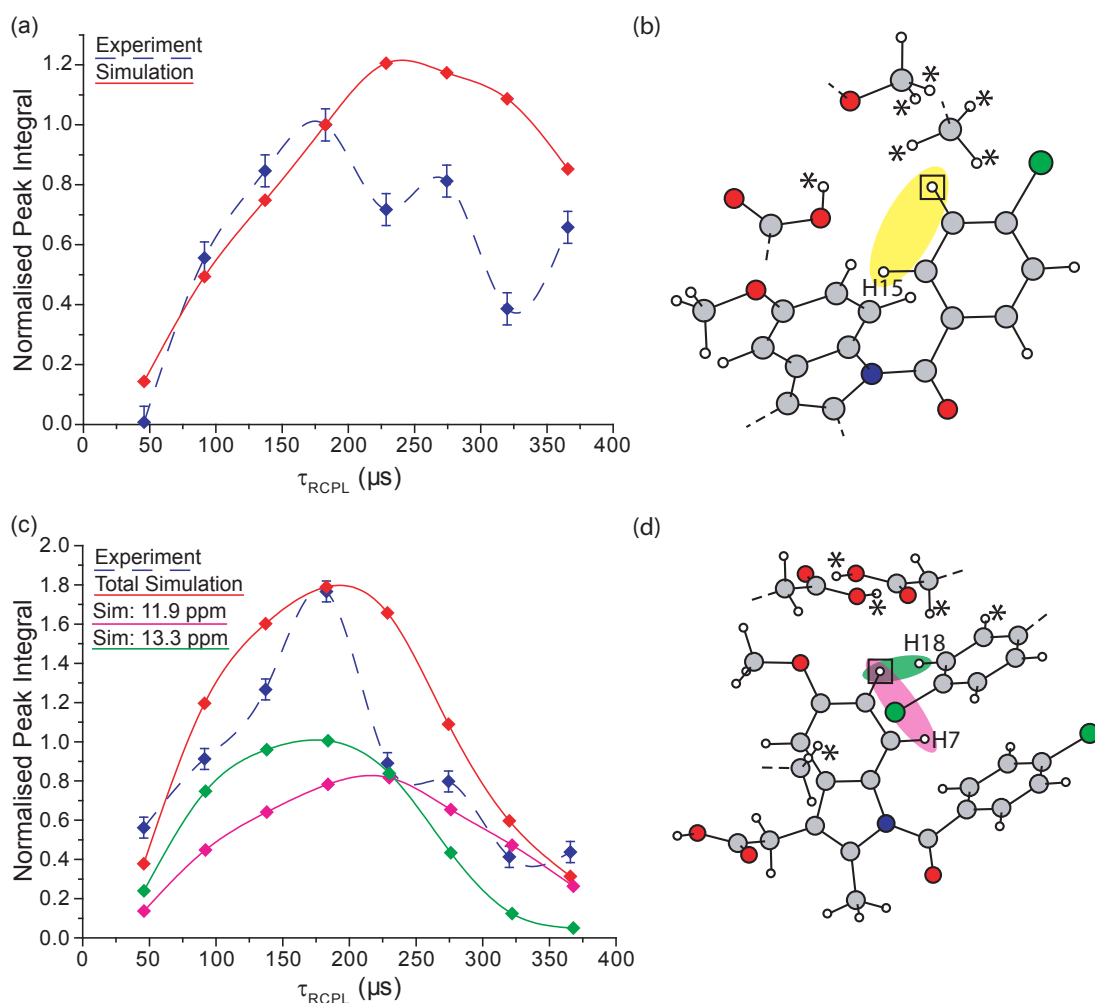 (a)
Experiment
Simulation
Normalised Peak Integral
1.2
1.0
0.8
0.6
0.4
0.2
0.0
0 50 100 150 200 250 300 350 400
τRCPL (µs)
(b)
*
*
*
*
*
*
H15
(c)
Experiment
Total Simulation
Sim: 11.9 ppm
Sim: 13.3 ppm
Normalised Peak Integral
2.0
1.8
1.6
1.4
1.2
1.0
0.8
0.6
0.4
0.2
0.0
0 50 100 150 200 250 300 350 400
τRCPL (µs)
(d)
*
*
*
*
H18
H7
*